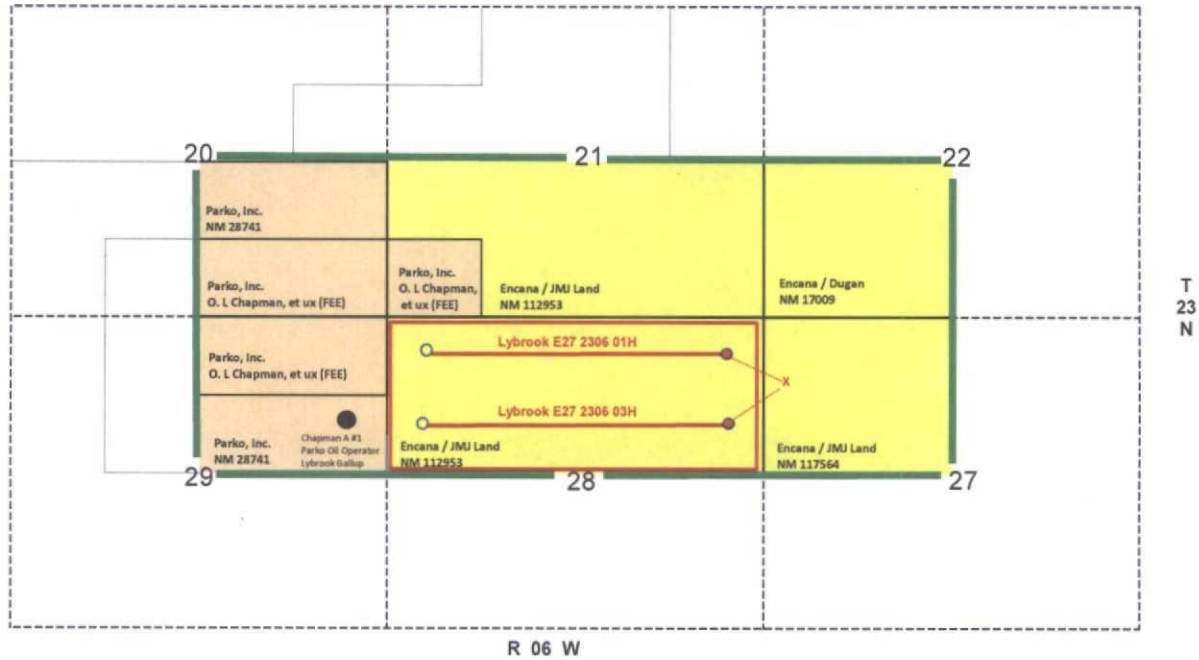 20
21
22
Parko, Inc.
NM 28741
Parko, Inc.
O. L Chapman, et ux (FEE)
Parko, Inc.
O. L Chapman,
et ux (FEE)
Encana / JMJ Land
NM 112953
Encana / Dugan
NM 17009
T
23
N
Parko, Inc.
O. L Chapman, et ux (FEE)
Lybrook E27 2306 01H
X
Lybrook E27 2306 03H
Parko, Inc.
NM 28741
Chapman A #1
Parko Oil Operator
Lybrook Gallup
Encana / JMJ Land
NM 112953
Encana / JMJ Land
NM 117564
29
28
27
R 06 W